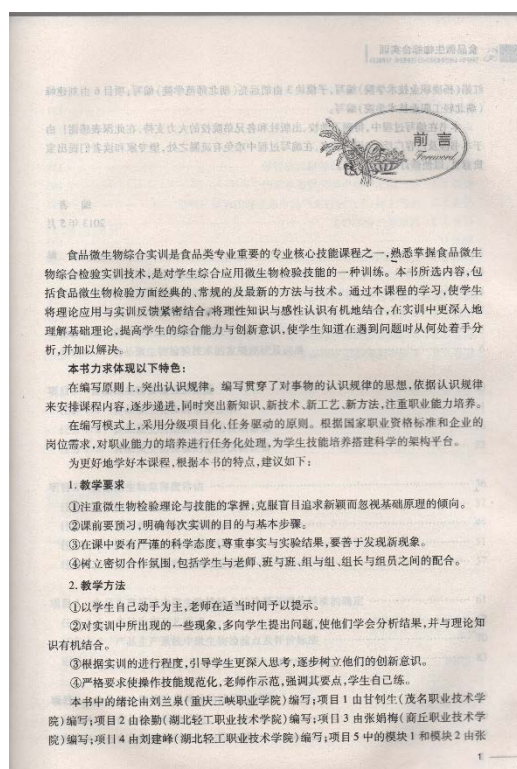 前言
Foreword
食品微生物综合实训是食品类专业重要的专业核心技能课程之一,熟悉掌握食品微生
物综合检验实训技术,是对学生综合应用微生物检验技能的一种训练。本书所选内容,包
括食品微生物检验方面经典的、常规的及最新的方法与技术。通过本课程的学习,使学生
将理论应用与实训反馈紧密结合,将理性知识与感性认识有机地结合,在实训中更深入地
理解基础理论,提高学生的综合能力与创新意识,使学生知道在遇到问题时从何处着手分
析,并加以解决。
本书力求体现以下特色:
在编写原则上,突出认识规律。编写贯穿了对事物的认识规律的思想,依据认识规律
来安排课程内容,逐步递进,同时突出新知识、新技术、新工艺、新方法,注重职业能力培养。
在编写模式上,采用分级项目化、任务驱动的原则。根据国家职业资格标准和企业的
岗位需求,对职业能力的培养进行任务化处理,为学生技能培养搭建科学的架构平台。
为更好地学好本课程,根据本书的特点,建议如下:
1.教学要求
①注重微生物检验理论与技能的掌握,克服盲目追求新颖而忽视基础原理的倾向。
②课前要预习,明确每次实训的目的与基本步骤。
③在课中要有严谨的科学态度,尊重事实与实验结果,要善于发现新现象。
④树立密切合作氛围,包括学生与老师、班与班、组与组、组长与组员之间的配合。
2.教学方法
①以学生自己动手为主,老师在适当时间予以提示。
②对实训中所出现的一些现象,多向学生提出问题,使他们学会分析结果,并与理论知
识有机结合。
③根据实训的进行程度,引导学生更深入思考,逐步树立他们的创新意识。
④严格要求使操作技能规范化,老师作示范,强调其要点,学生自己练。
本书中的绪论由刘兰泉(重庆三峡职业学院)编写;项目1由甘钊生(茂名职业技术学
院)编写;项目2由徐勤(湖北轻工职业技术学院)编写;项目3由张娟梅(商丘职业技术学
院)编写;项目4由刘建峰(湖北轻工职业技术学院)编写;项目5中的模块1和模块2由张
1